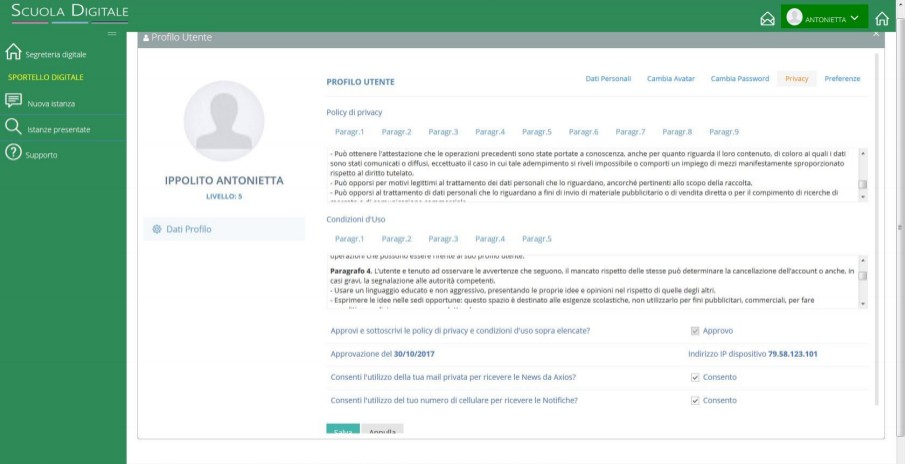 SCUOLA DIGITALE
ANTONIETTA
Segreteria digitale
SPORTELLO DIGITALE
Nuova istanza
Istanze presentate
Supporto
Profilo Utente
×
IPPOLITO ANTONIETTA
LIVELLO: 5
Dati Profilo
PROFILO UTENTE
Dati Personali Cambia Avatar Cambia Password Privacy Preferenze
Policy di privacy
Paragr.1 Paragr.2 Paragr.3 Paragr.4 Paragr.5 Paragr.6 Paragr.7 Paragr.8 Paragr.9
- Può ottenere l'attestazione che le operazioni precedenti sono state portate a conoscenza, anche per quanto riguarda il loro contenuto, di coloro ai quali i dati
sono stati comunicati o diffusi, eccettuato il caso in cui tale adempimento si riveli impossibile o comporti un impiego di mezzi manifestamente sproporzionato
rispetto al diritto tutelato.
- Può opporsi per motivi legittimi al trattamento dei dati personali che lo riguardano, ancorché pertinenti allo scopo della raccolta.
- Può opporsi al trattamento di dati personali che lo riguardano a fini di invio di materiale pubblicitario o di vendita diretta o per il compimento di ricerche di
Condizioni d'Uso
Paragr.1 Paragr.2 Paragr.3 Paragr.4 Paragr.5
operazioni che possono essere riferite al suo profilo utente.
Paragrafo 4. L'utente è tenuto ad osservare le avvertenze che seguono, il mancato rispetto delle stesse può determinare la cancellazione dell'account o anche, in
casi gravi, la segnalazione alle autorità competenti.
- Usare un linguaggio educato e non aggressivo, presentando le proprie idee e opinioni nel rispetto di quelle degli altri.
- Esprimere le idee nelle sedi opportune: questo spazio è destinato alle esigenze scolastiche, non utilizzarlo per fini pubblicitari, commerciali, per fare
Approvi e sottoscrivi le policy di privacy e condizioni d'uso sopra elencate? Approvo
Approvazione del 30/10/2017 Indirizzo IP dispositivo 79.58.123.101
Consenti l'utilizzo della tua mail privata per ricevere le News da Axios? Consento
Consenti l'utilizzo del tuo numero di cellulare per ricevere le Notifiche? Consento
Salva Annulla